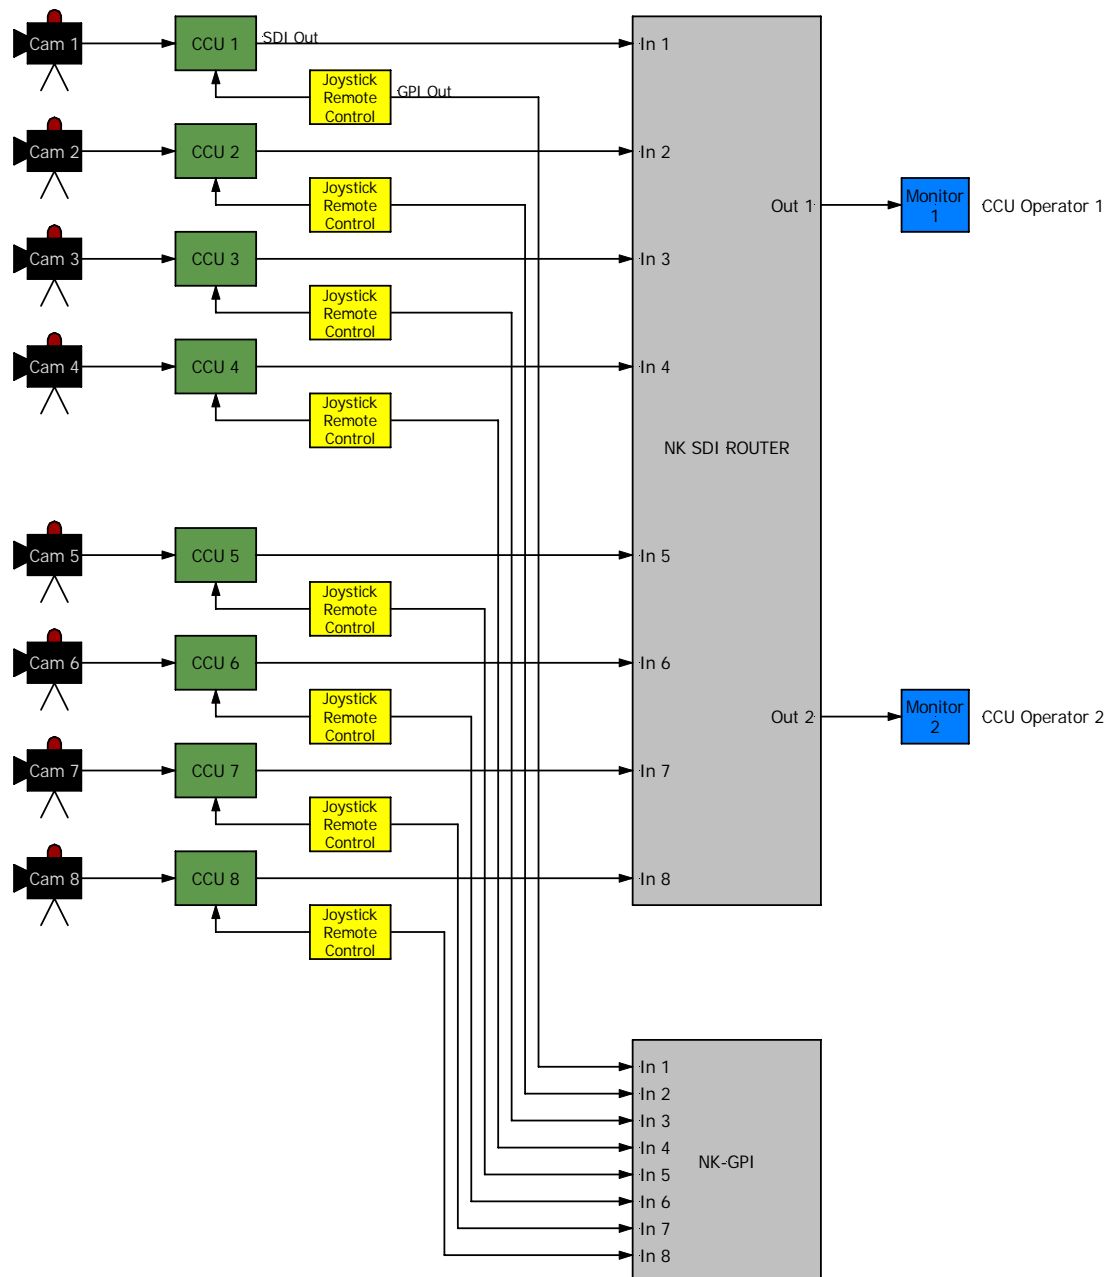 Cam 1
CCU 1
SDI Out
In 1
Joystick
Remote
Control
GPI Out
Cam 2
CCU 2
In 2
Joystick
Remote
Control
Out 1
Monitor
1
CCU Operator 1
Cam 3
CCU 3
In 3
Joystick
Remote
Control
Cam 4
CCU 4
In 4
Joystick
Remote
Control
NK SDI ROUTER
Cam 5
CCU 5
In 5
Joystick
Remote
Control
Cam 6
CCU 6
In 6
Joystick
Remote
Control
Out 2
Monitor
2
CCU Operator 2
Cam 7
CCU 7
In 7
Joystick
Remote
Control
Cam 8
CCU 8
In 8
Joystick
Remote
Control
In 1
In 2
In 3
In 4
NK-GPI
In 5
In 6
In 7
In 8